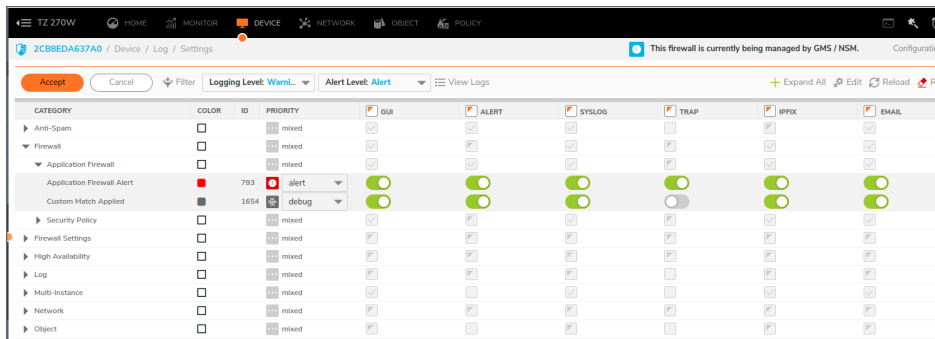 TZ 270W HOME MONITOR DEVICE NETWORK OBJECT POLICY
2CB8EDA637A0 / Device / Log / Settings This firewall is currently being managed by GMS / NSM. Configurati
Accept Cancel Filter Logging Level: Warni... Alert Level: Alert View Logs + Expand All Edit Reload R
CATEGORY COLOR ID PRIORITY GUI ALERT SYSLOG TRAP IPFIX EMAIL
Anti-Spam mixed
Firewall mixed
Application Firewall mixed
Application Firewall Alert 793 alert
Custom Match Applied 1654 debug
Security Policy mixed
Firewall Settings mixed
High Availability mixed
Log mixed
Multi-Instance mixed
Network mixed
Object mixed